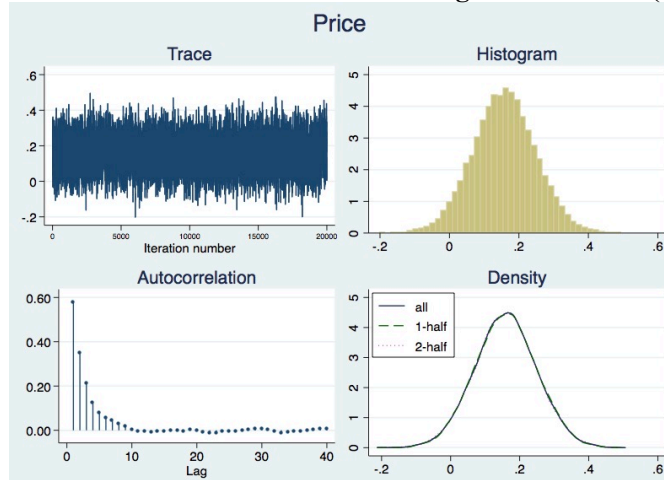 Price
Trace
.6
.4
.2
0
-.2
0 5000 10000 15000 20000
Iteration number
Histogram
5
4
3
2
1
0
-.2 0 .2 .4 .6
Autocorrelation
0.60
0.40
0.20
0.00
0 10 20 30 40
Lag
Density
5
4
3
2
1
0
all
1-half
2-half
-.2 0 .2 .4 .6